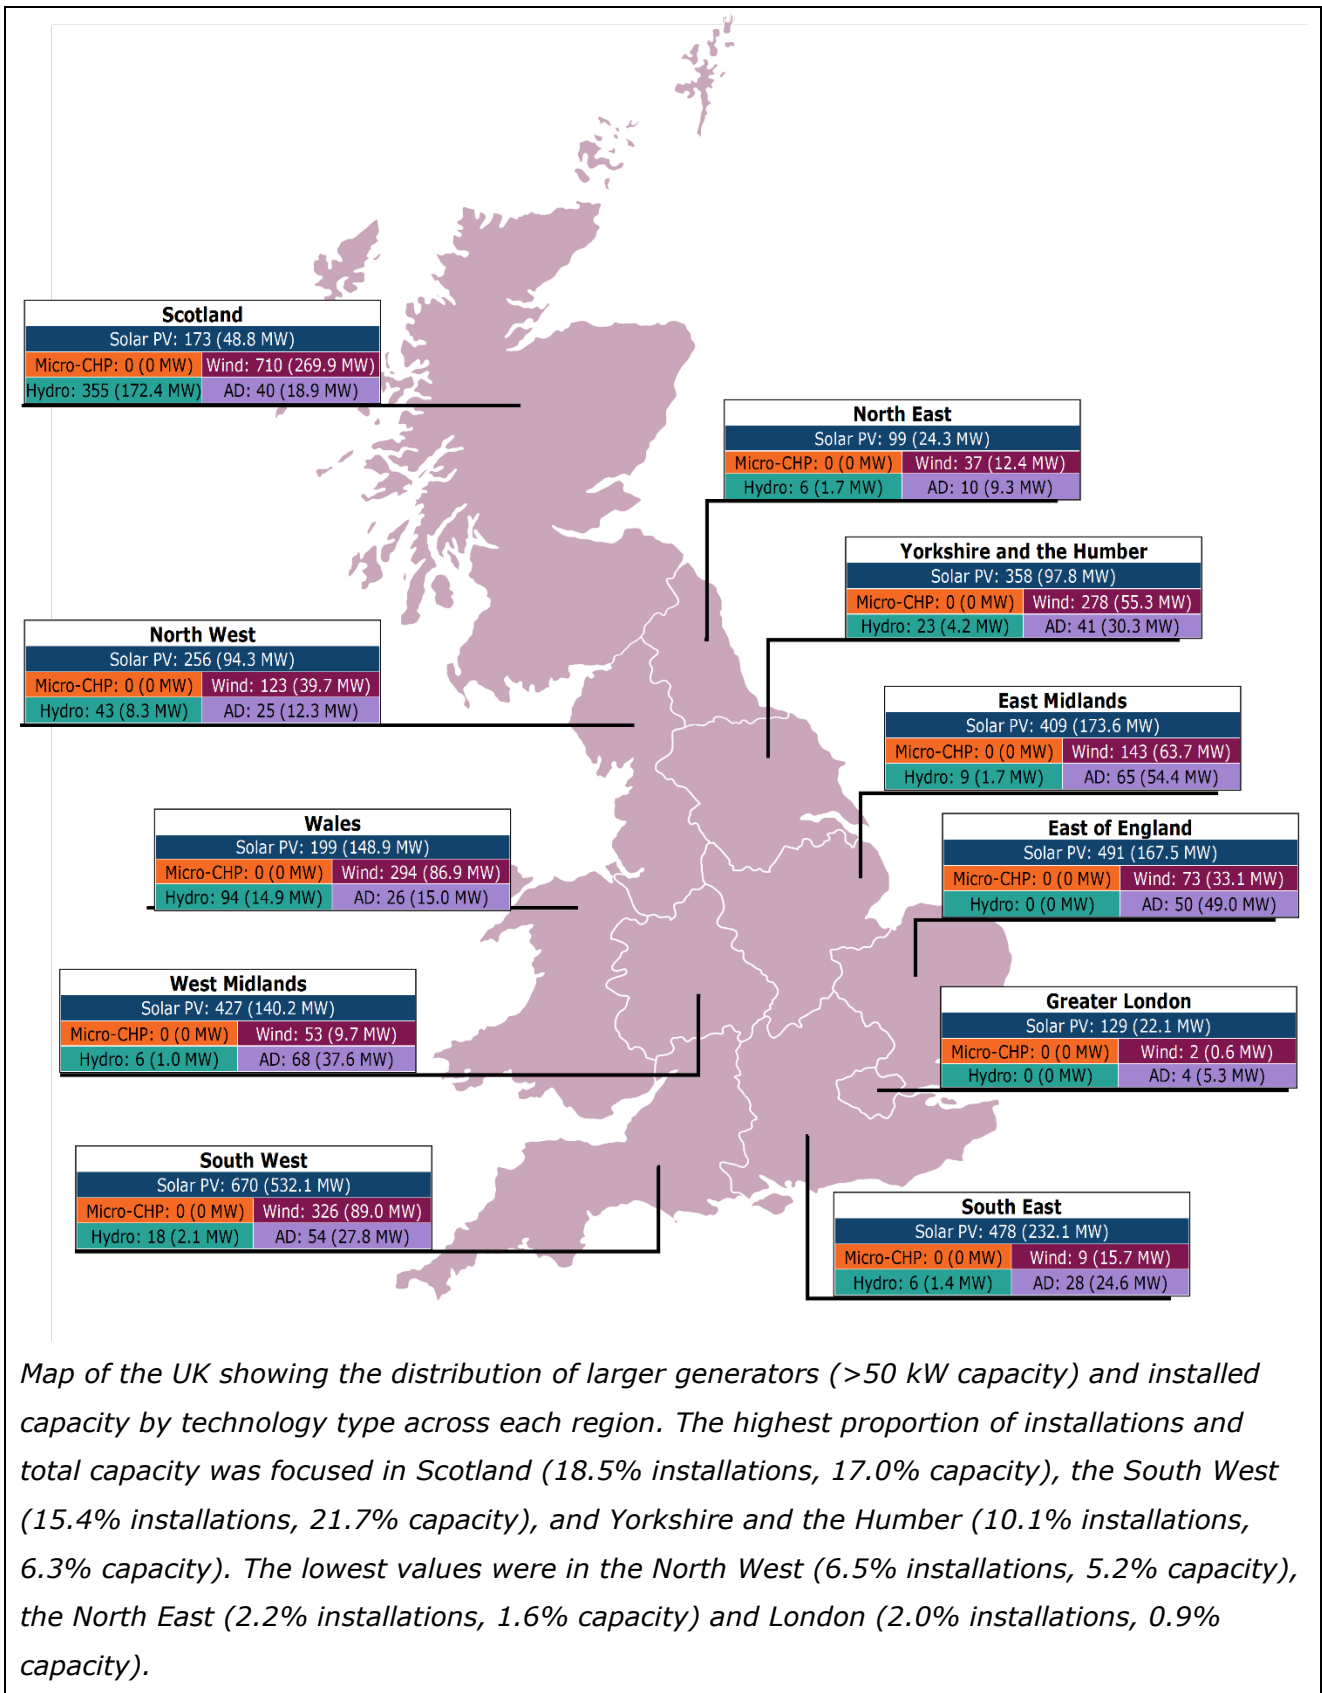 Scotland
Solar PV: 173 (48.8 MW)
Micro-CHP: 0 (0 MW) Wind: 710 (269.9 MW)
Hydro: 355 (172.4 MW) AD: 40 (18.9 MW)
North East
Solar PV: 99 (24.3 MW)
Micro-CHP: 0 (0 MW) Wind: 37 (12.4 MW)
Hydro: 6 (1.7 MW) AD: 10 (9.3 MW)
Yorkshire and the Humber
Solar PV: 358 (97.8 MW)
Micro-CHP: 0 (0 MW) Wind: 278 (55.3 MW)
Hydro: 23 (4.2 MW) AD: 41 (30.3 MW)
North West
Solar PV: 256 (94.3 MW)
Micro-CHP: 0 (0 MW) Wind: 123 (39.7 MW)
Hydro: 43 (8.3 MW) AD: 25 (12.3 MW)
East Midlands
Solar PV: 409 (173.6 MW)
Micro-CHP: 0 (0 MW) Wind: 143 (63.7 MW)
Hydro: 9 (1.7 MW) AD: 65 (54.4 MW)
Wales
Solar PV: 199 (148.9 MW)
Micro-CHP: 0 (0 MW) Wind: 294 (86.9 MW)
Hydro: 94 (14.9 MW) AD: 26 (15.0 MW)
East of England
Solar PV: 491 (167.5 MW)
Micro-CHP: 0 (0 MW) Wind: 73 (33.1 MW)
Hydro: 0 (0 MW) AD: 50 (49.0 MW)
West Midlands
Solar PV: 427 (140.2 MW)
Micro-CHP: 0 (0 MW) Wind: 53 (9.7 MW)
Hydro: 6 (1.0 MW) AD: 68 (37.6 MW)
Greater London
Solar PV: 129 (22.1 MW)
Micro-CHP: 0 (0 MW) Wind: 2 (0.6 MW)
Hydro: 0 (0 MW) AD: 4 (5.3 MW)
South West
Solar PV: 670 (532.1 MW)
Micro-CHP: 0 (0 MW) Wind: 326 (89.0 MW)
Hydro: 18 (2.1 MW) AD: 54 (27.8 MW)
South East
Solar PV: 478 (232.1 MW)
Micro-CHP: 0 (0 MW) Wind: 9 (15.7 MW)
Hydro: 6 (1.4 MW) AD: 28 (24.6 MW)
Map of the UK showing the distribution of larger generators (>50 kW capacity) and installed
capacity by technology type across each region. The highest proportion of installations and
total capacity was focused in Scotland (18.5% installations, 17.0% capacity), the South West
(15.4% installations, 21.7% capacity), and Yorkshire and the Humber (10.1% installations,
6.3% capacity). The lowest values were in the North West (6.5% installations, 5.2% capacity),
the North East (2.2% installations, 1.6% capacity) and London (2.0% installations, 0.9%
capacity).